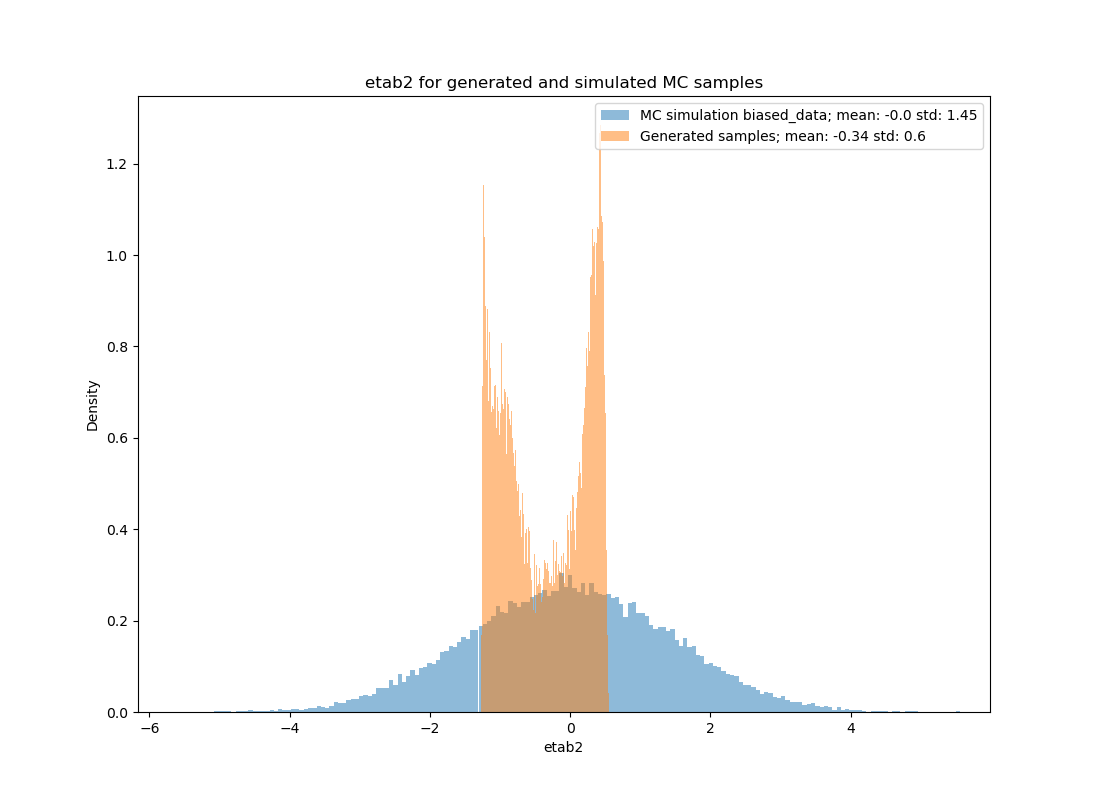 etab2 for generated and simulated MC samples
MC simulation biased_data; mean: -0.0 std: 1.45
Generated samples; mean: -0.34 std: 0.6
1.2
1.0
0.8
0.6
0.4
0.2
0.0
Density
−6
−4
−2
0
2
4
etab2